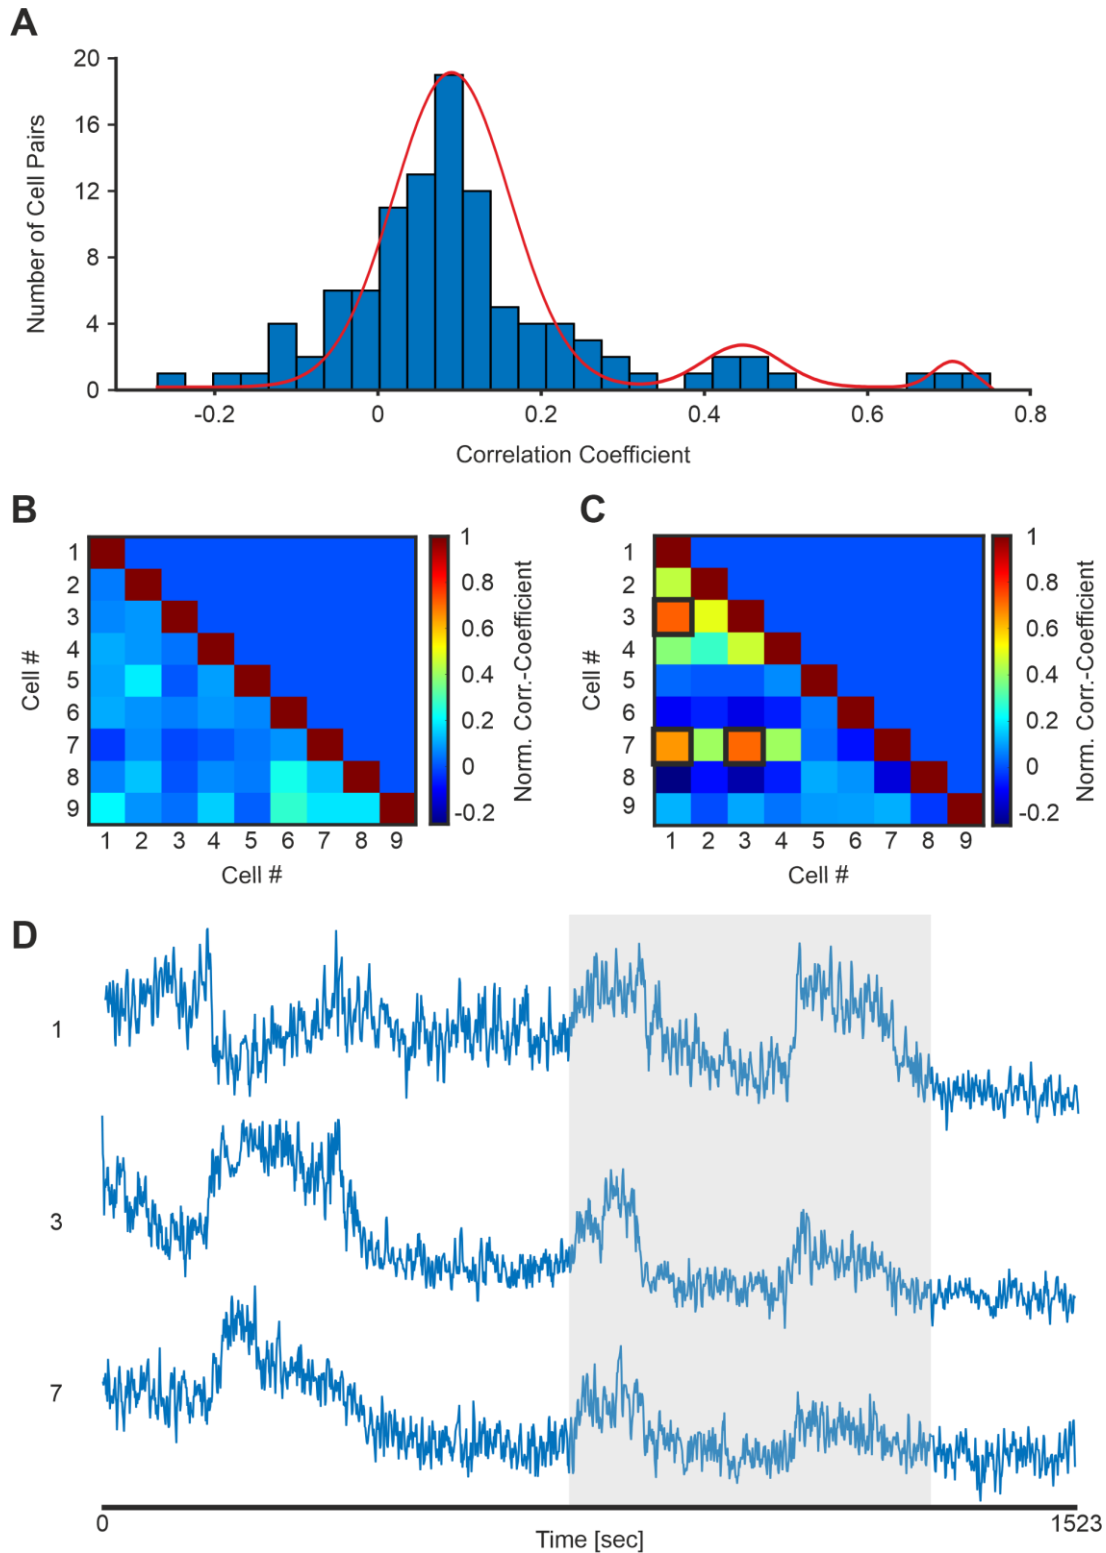 A
20
16
12
8
4
0
Number of Cell Pairs
-0.2 0 0.2 0.4 0.6 0.8
Correlation Coefficient
B
1
2
3
4
5
6
7
8
9
Cell #
1 2 3 4 5 6 7 8 9
Cell #
1
0.8
0.6
0.4
0.2
0
-0.2
Norm. Corr.-Coefficient
C
1
2
3
4
5
6
7
8
9
Cell #
1 2 3 4 5 6 7 8 9
Cell #
1
0.8
0.6
0.4
0.2
0
-0.2
Norm. Corr.-Coefficient
D
1
3
7
0 1523
Time [sec]